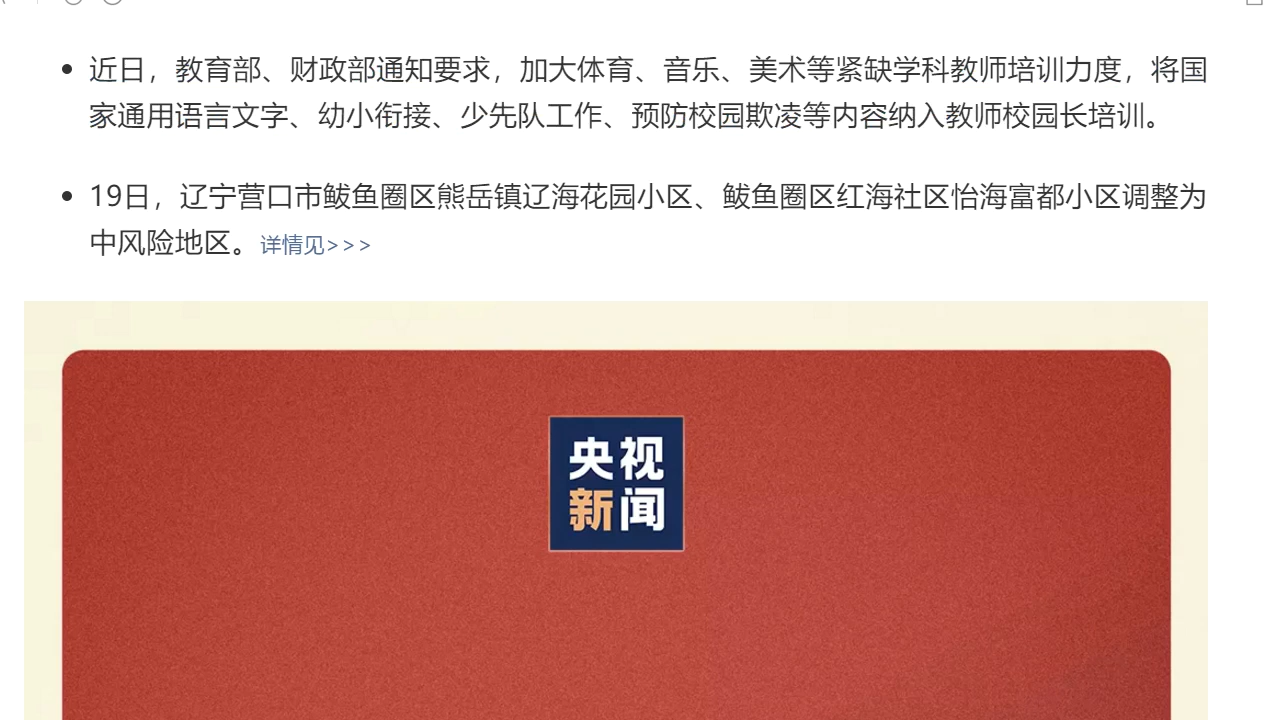 近日，教育部、财政部通知要求，加大体育、音乐、美术等紧缺学科教师培训力度，将国
家通用语言文字、幼小衔接、少先队工作、预防校园欺凌等内容纳入教师校园长培训。
19日，辽宁营口市鲅鱼圈区熊岳镇辽海花园小区、鲅鱼圈区红海社区怡海富都小区调整为
中风险地区。详情见>>>
央视
新闻